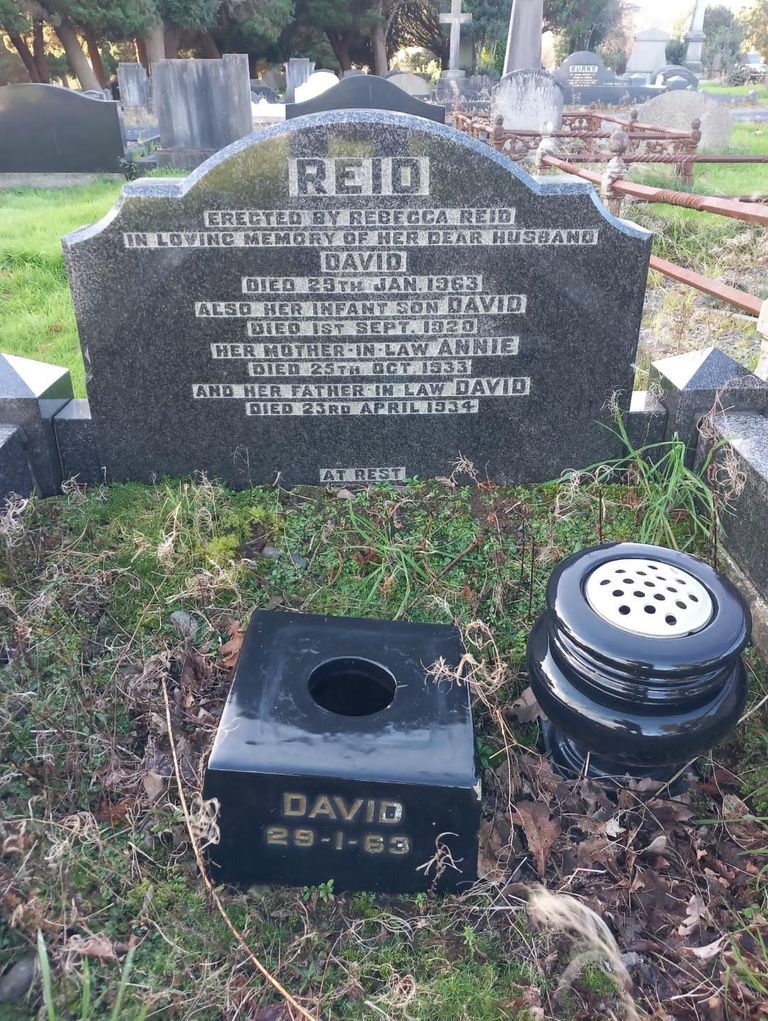 BURNS
REID
ERECTED BY REBECCA REID
IN LOVING MEMORY OF HER DEAR HUSBAND
DAVID
DIED 29TH JAN. 1963
ALSO HER INFANT SON DAVID
DIED 1ST SEPT. 1920
HER MOTHER-IN-LAW ANNIE
DIED 25TH OCT. 1933
AND HER FATHER IN LAW DAVID
DIED 23RD APRIL 1934
AT REST
DAVID
29-1-63